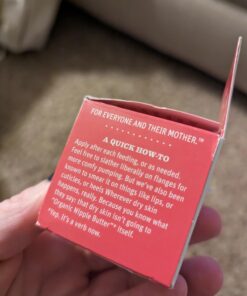 FOR EVERYONE AND THEIR MOTHER.™
A QUICK HOW-TO
Apply after each feeding, or as needed.
Feel free to slather liberally on flanges for
more comfy pumping. But we've also been
known to smear it on things like lips, or
cuticles, or heels. Wherever dry skin
happens, really. Because you know what
they say: that dry skin isn't going to
"Organic Nipple Butter™" itself.
Yep, it's a verb now.